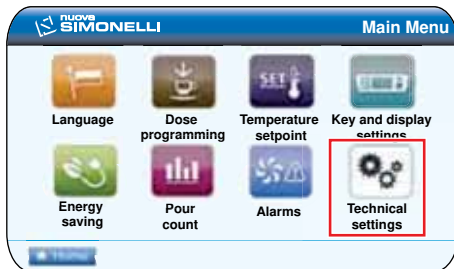 nuova
SIMONELLI
Main Menu
SET
Language
Dose
programming
Temperature
setpoint
Key and display
settings
Energy
saving
Pour
count
Alarms
Technical
settings
Home